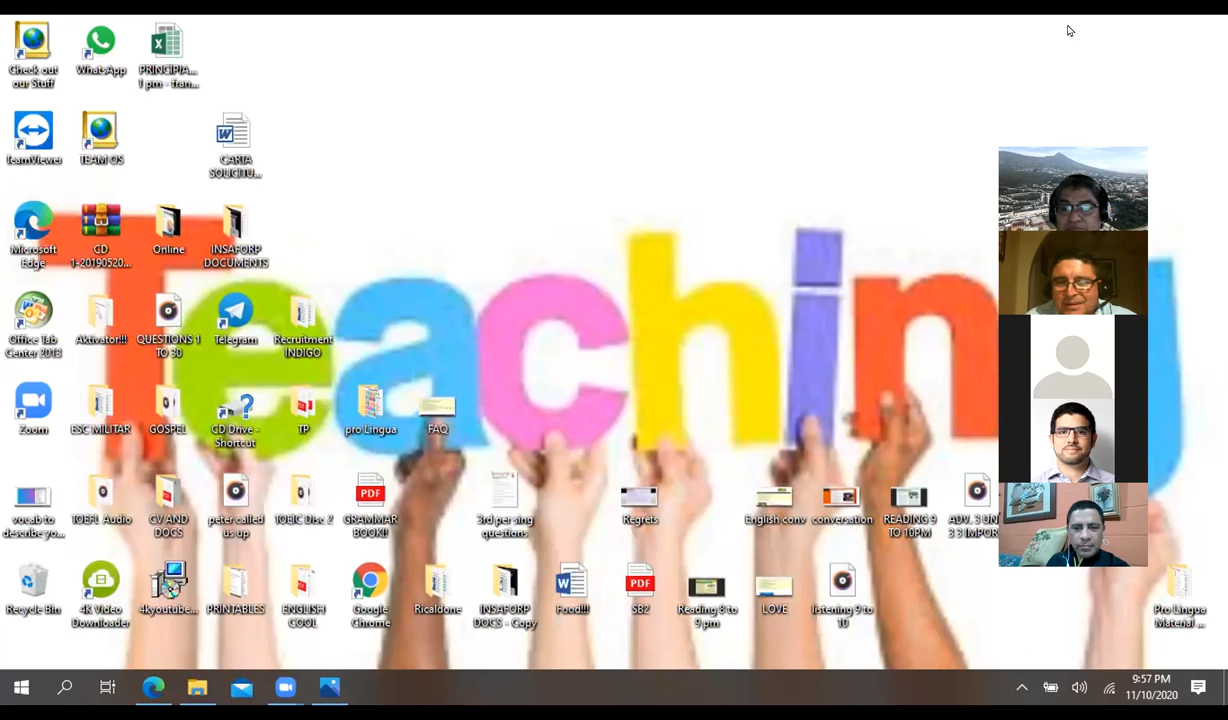 Check out
our Stuff
WhatsApp
PRINCIPIA...
1 pm - fran...
TeamViewer
TEAM OS
CARTA
SOLICITU...
Microsoft
Edge
CD
1-20190520...
Online
INSAFORP
DOCUMENTS
Teaching
Office Tab
Center 2013
Aktivator!!!
QUESTIONS 1
TO 30
Telegram
Recruitment
INDIGO
Zoom
ESC MILITAR
GOSPEL
CD Drive -
Shortcut
TP
pro Lingua
FAQ
vocab to
describe yo...
TOEFL Audio
CV AND
DOCS
peter called
us up
TOEIC Disc 2
PDF
GRAMMAR
BOOK!!
3rd per sing
questions
Regrets
English conv
conversation
READING 9
TO 10PM
ADV. 3 UN
3 3 IMPOR
Recycle Bin
4K Video
Downloader
4kyoutube...
PRINTABLES
ENGLISH
COOL
Google
Chrome
Ricaldone
INSAFORP
DOCS - Copy
Food!!!
PDF
SB2
Reading 8 to
9 pm
LOVE
listening 9 to
10
Pro Lingua
Material ...
9:57 PM
11/10/2020